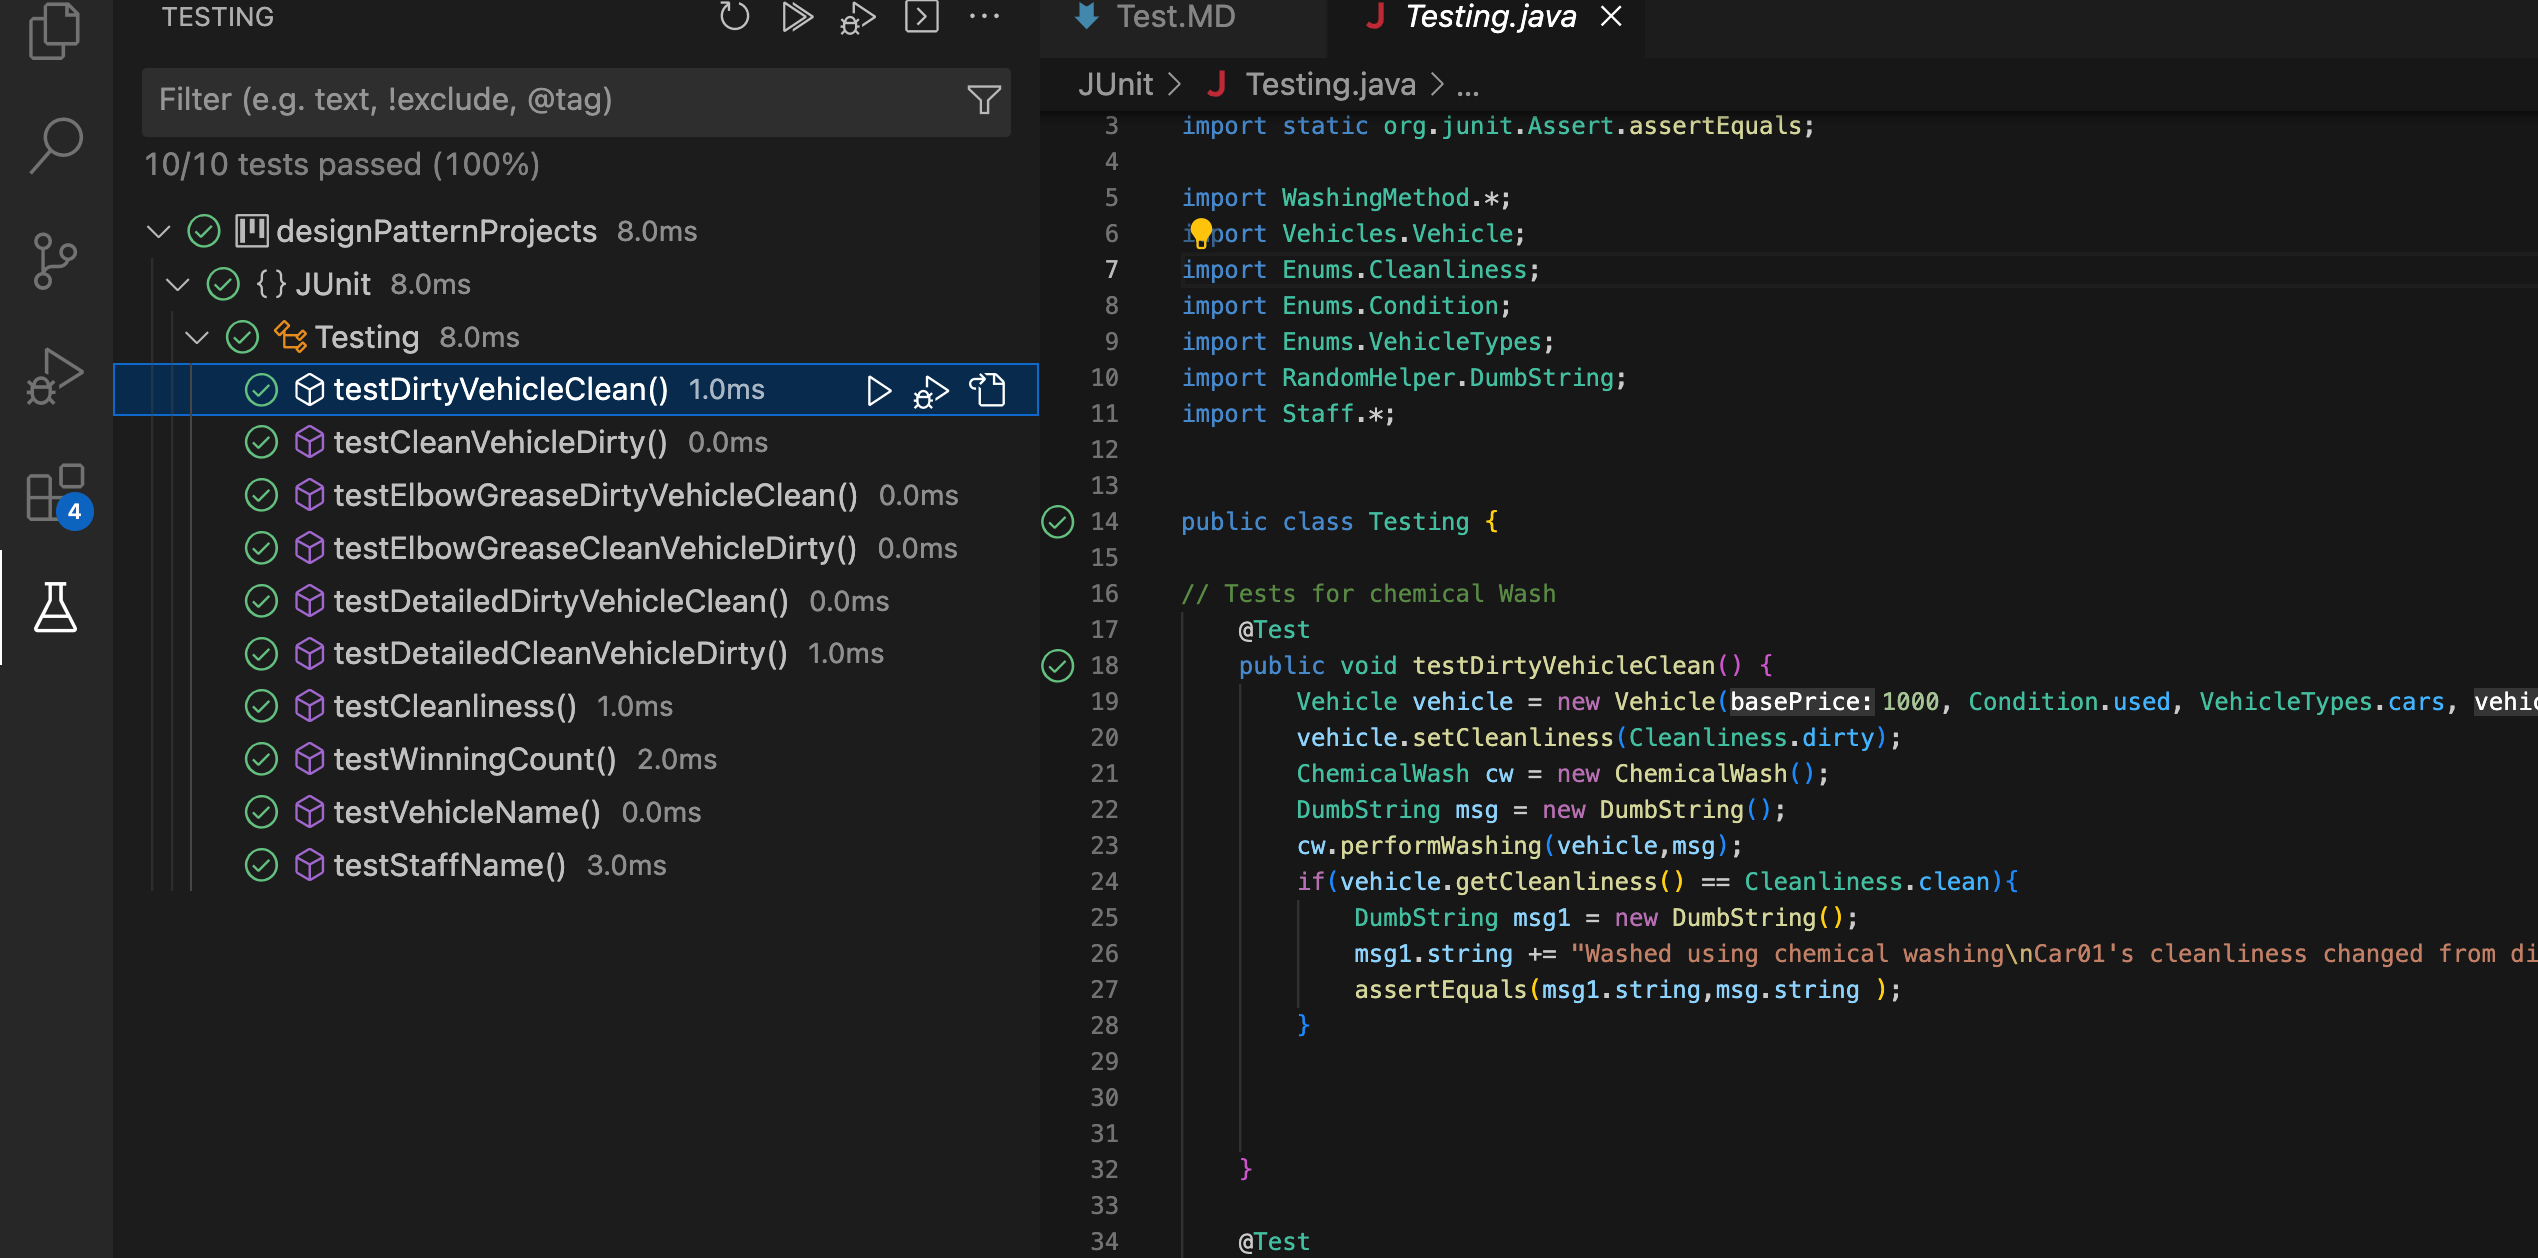 TESTING
Filter (e.g. text, !exclude, @tag)
10/10 tests passed (100%)
designPatternProjects 8.0ms
{} JUnit 8.0ms
Testing 8.0ms
testDirtyVehicleClean() 1.0ms
testCleanVehicleDirty() 0.0ms
testElbowGreaseDirtyVehicleClean() 0.0ms
testElbowGreaseCleanVehicleDirty() 0.0ms
testDetailedDirtyVehicleClean() 0.0ms
testDetailedCleanVehicleDirty() 1.0ms
testCleanliness() 1.0ms
testWinningCount() 2.0ms
testVehicleName() 0.0ms
testStaffName() 3.0ms
4
Test.MD
J Testing.java
JUnit > J Testing.java > ...
3 import static org.junit.Assert.assertEquals;
4
5 import WashingMethod.*;
6 import Vehicles.Vehicle;
7 import Enums.Cleanliness;
8 import Enums.Condition;
9 import Enums.VehicleTypes;
10 import RandomHelper.DumbString;
11 import Staff.*;
12
13
14 public class Testing {
15
16 // Tests for chemical Wash
17 @Test
18 public void testDirtyVehicleClean() {
19 Vehicle vehicle = new Vehicle(basePrice: 1000, Condition.used, VehicleTypes.cars,
20 vehicle.setCleanliness(Cleanliness.dirty);
21 ChemicalWash cw = new ChemicalWash();
22 DumbString msg = new DumbString();
23 cw.performWashing(vehicle,msg);
24 if(vehicle.getCleanliness() == Cleanliness.clean){
25 DumbString msg1 = new DumbString();
26 msg1.string += "Washed using chemical washing\nCar01's cleanliness changed from di
27 assertEquals(msg1.string,msg.string );
28 }
29
30
31
32 }
33
34 @Test